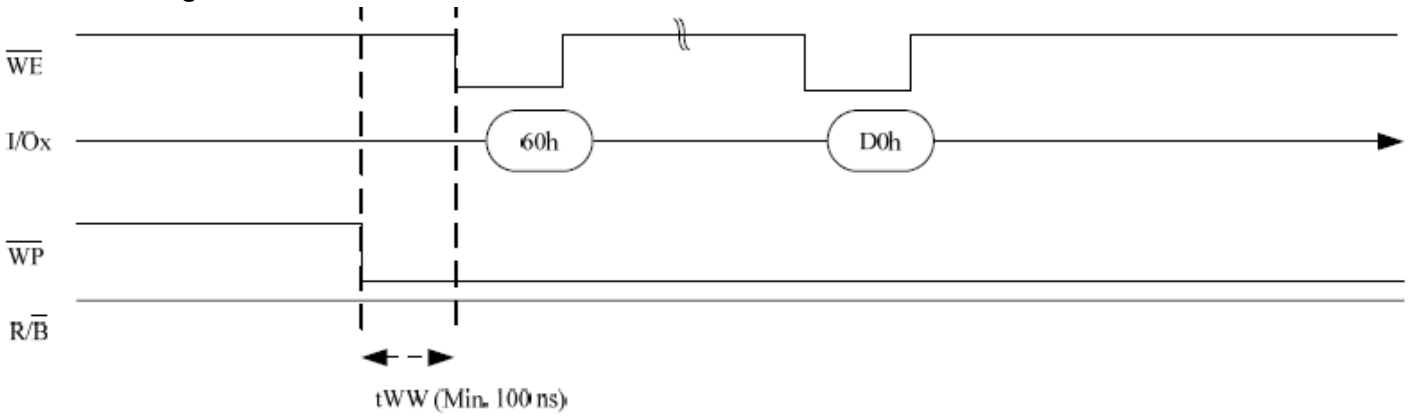 WE
I/Ox
60h
D0h
WP
R/B
tWW (Min. 100 ns)